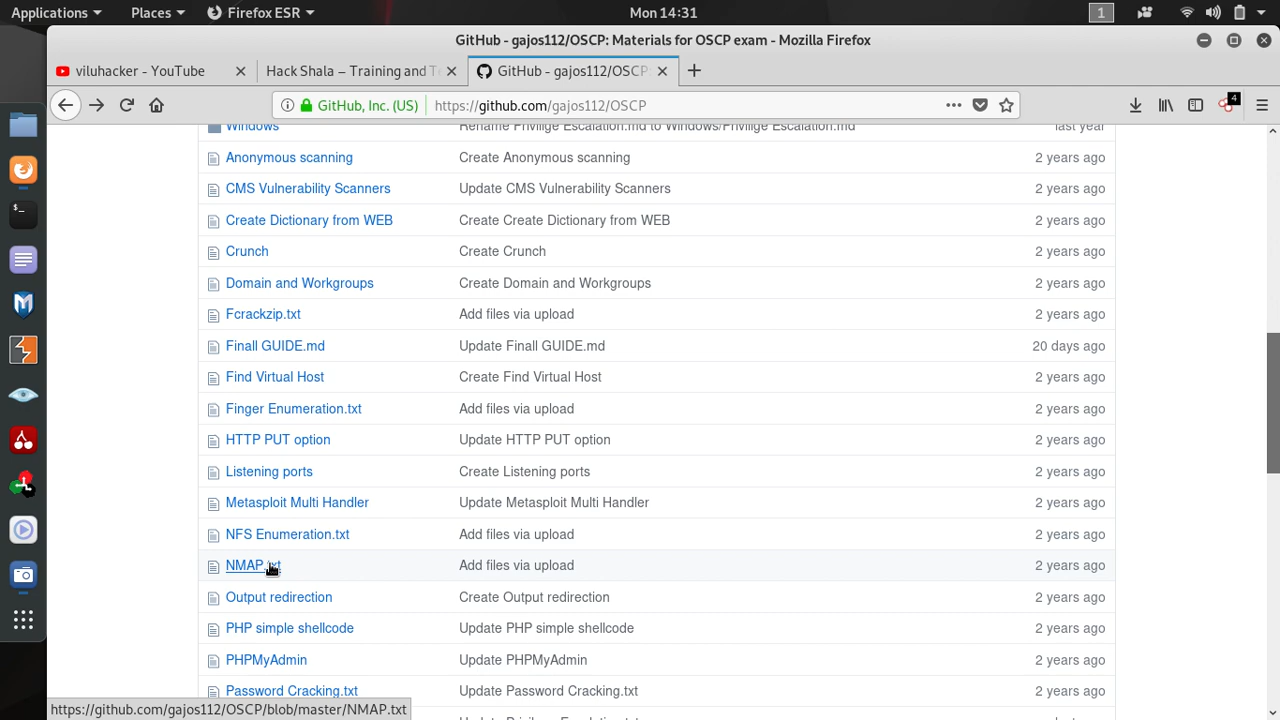 Applications Places Firefox ESR Mon 14:31 1
GitHub - gajos112/OSCP: Materials for OSCP exam - Mozilla Firefox
viluhacker - YouTube Hack Shala – Training and Te GitHub - gajos112/OSCP:
GitHub, Inc. (US) https://github.com/gajos112/OSCP 4
Windows Rename Privilige Escalation.md to Windows/Privilige Escalation.md last year
Anonymous scanning Create Anonymous scanning 2 years ago
CMS Vulnerability Scanners Update CMS Vulnerability Scanners 2 years ago
Create Dictionary from WEB Create Create Dictionary from WEB 2 years ago
Crunch Create Crunch 2 years ago
Domain and Workgroups Create Domain and Workgroups 2 years ago
Fcrackzip.txt Add files via upload 2 years ago
Finall GUIDE.md Update Finall GUIDE.md 20 days ago
Find Virtual Host Create Find Virtual Host 2 years ago
Finger Enumeration.txt Add files via upload 2 years ago
HTTP PUT option Update HTTP PUT option 2 years ago
Listening ports Create Listening ports 2 years ago
Metasploit Multi Handler Update Metasploit Multi Handler 2 years ago
NFS Enumeration.txt Add files via upload 2 years ago
NMAP.txt Add files via upload 2 years ago
Output redirection Create Output redirection 2 years ago
PHP simple shellcode Update PHP simple shellcode 2 years ago
PHPMyAdmin Update PHPMyAdmin 2 years ago
Password Cracking.txt Update Password Cracking.txt 2 years ago
https://github.com/gajos112/OSCP/blob/master/NMAP.txt